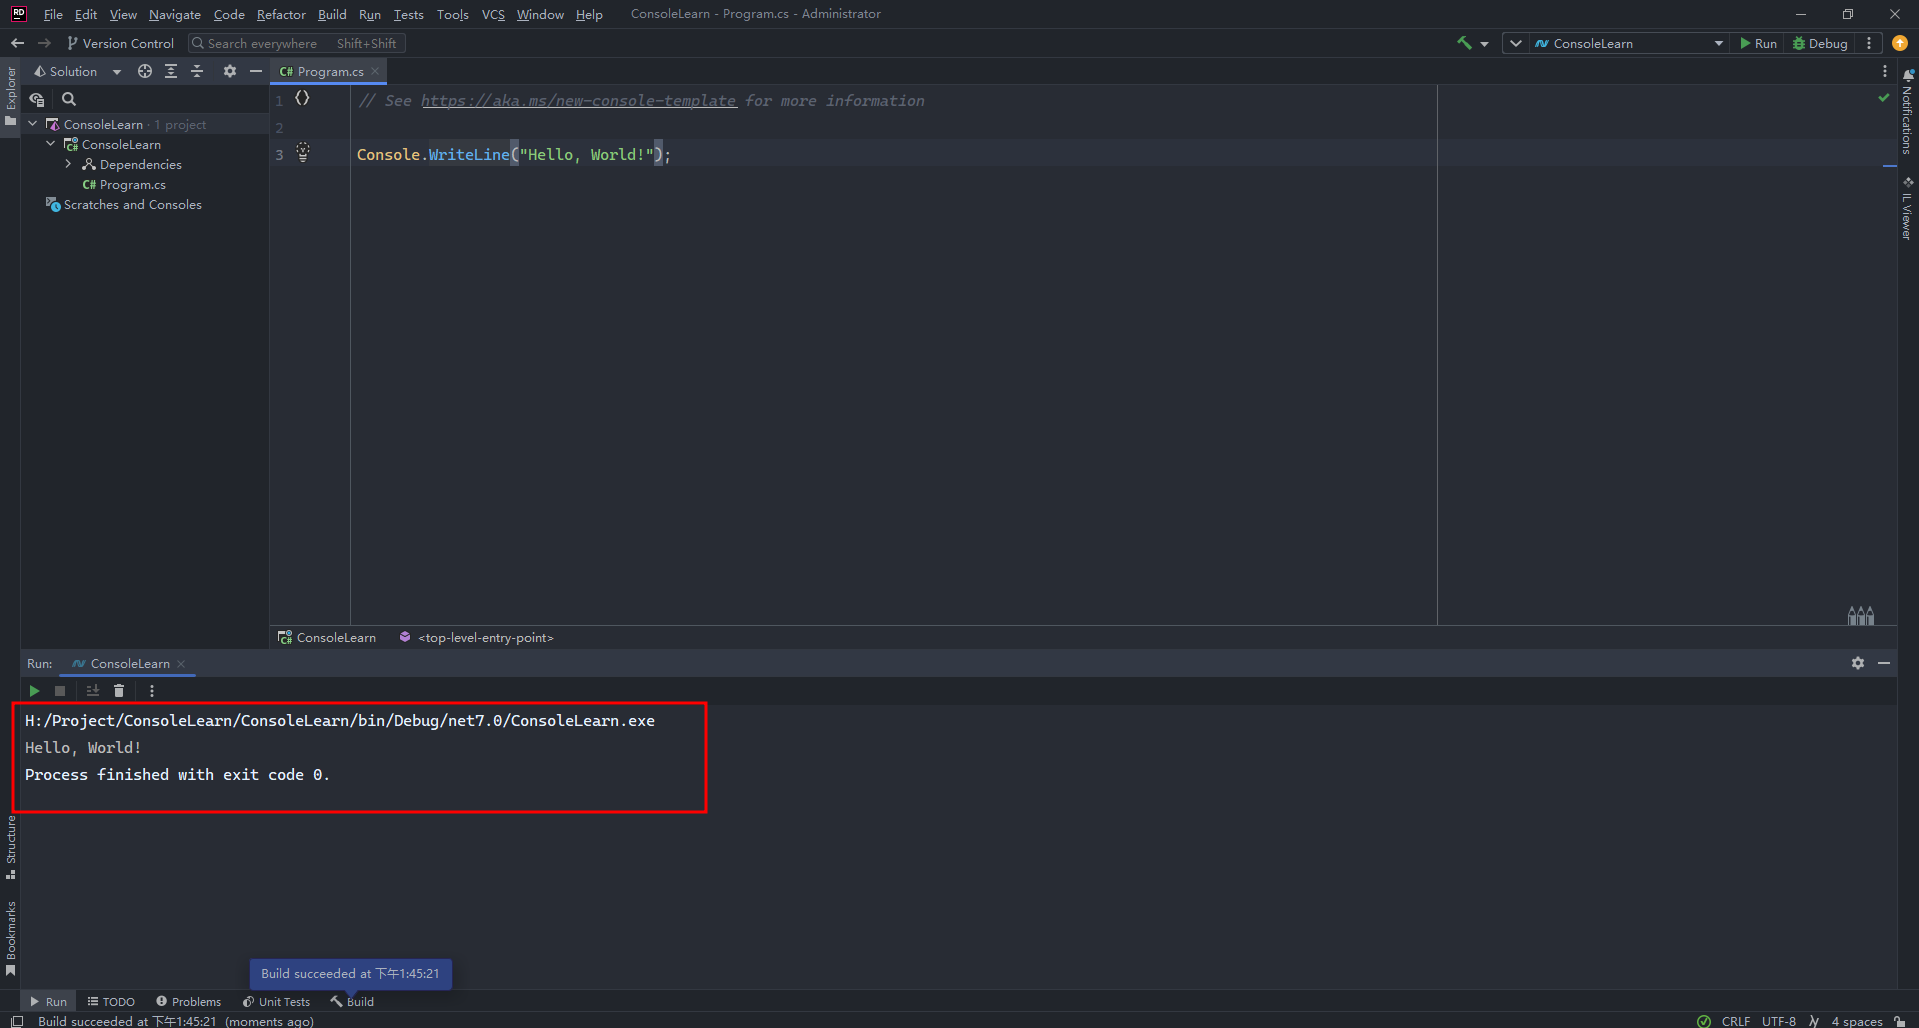 RD File Edit View Navigate Code Refactor Build Run Tests Tools VCS Window Help ConsoleLearn - Program.cs - Administrator
Version Control Search everywhere Shift+Shift ConsoleLearn Run Debug
Explorer
Solution C# Program.cs
Notifications
IL Viewer
ConsoleLearn · 1 project
ConsoleLearn
Dependencies
C# Program.cs
Scratches and Consoles
1 {} // See https://aka.ms/new-console-template for more information
2
3 Console.WriteLine("Hello, World!");
C# ConsoleLearn <top-level-entry-point>
Run: ConsoleLearn
H:/Project/ConsoleLearn/ConsoleLearn/bin/Debug/net7.0/ConsoleLearn.exe
Hello, World!
Process finished with exit code 0.
Structure
Bookmarks
Build succeeded at 下午1:45:21
Run TODO Problems Unit Tests Build
Build succeeded at 下午1:45:21 (moments ago) CRLF UTF-8 4 spaces